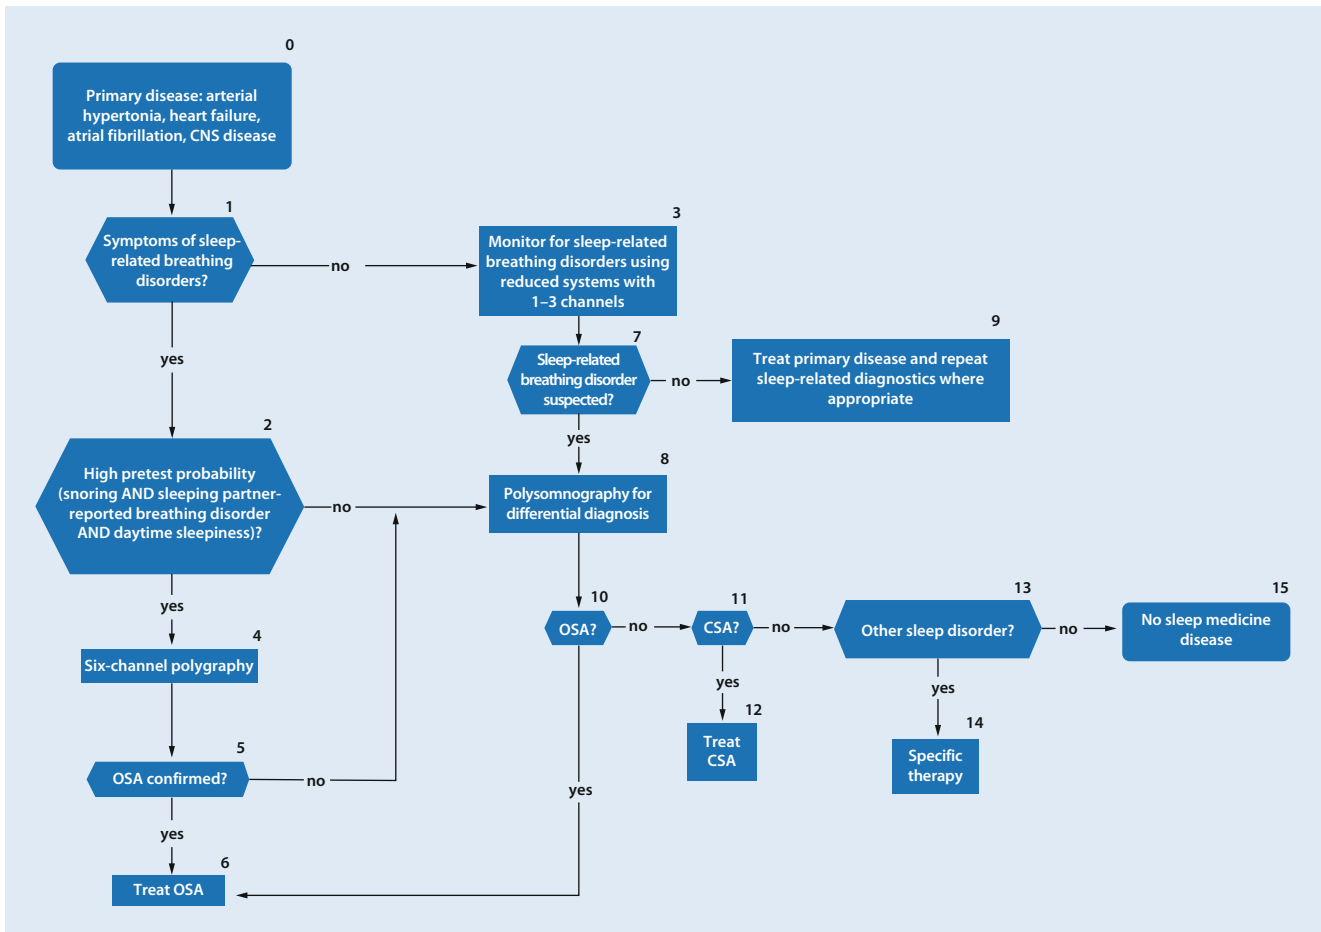 0
Primary disease: arterial
hypertonia, heart failure,
atrial fibrillation, CNS disease
1
Symptoms of sleep-
related breathing
disorders?
no
3
Monitor for sleep-related
breathing disorders using
reduced systems with
1–3 channels
yes
7
Sleep-related
breathing disorder
suspected?
no
9
Treat primary disease and repeat
sleep-related diagnostics where
appropriate
yes
2
High pretest probability
(snoring AND sleeping partner-
reported breathing disorder
AND daytime sleepiness)?
no
8
Polysomnography for
differential diagnosis
yes
4
Six-channel polygraphy
10
OSA?
no
11
CSA?
no
13
Other sleep disorder?
no
15
No sleep medicine
disease
yes
12
Treat
CSA
yes
14
Specific
therapy
5
OSA confirmed?
no
yes
yes
6
Treat OSA